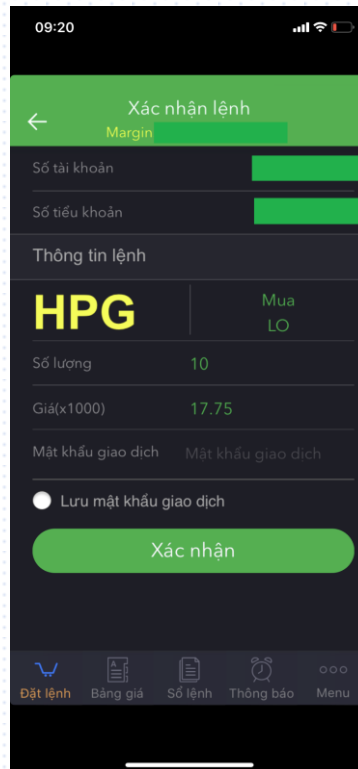 09:20
Xác nhận lệnh
Margin
Số tài khoản
Số tiểu khoản
Thông tin lệnh
HPG
Mua
LO
Số lượng 10
Giá(x1000) 17.75
Mật khẩu giao dịch Mật khẩu giao dịch
Lưu mật khẩu giao dịch
Xác nhận
Đặt lệnh Bảng giá Sổ lệnh Thông báo Menu